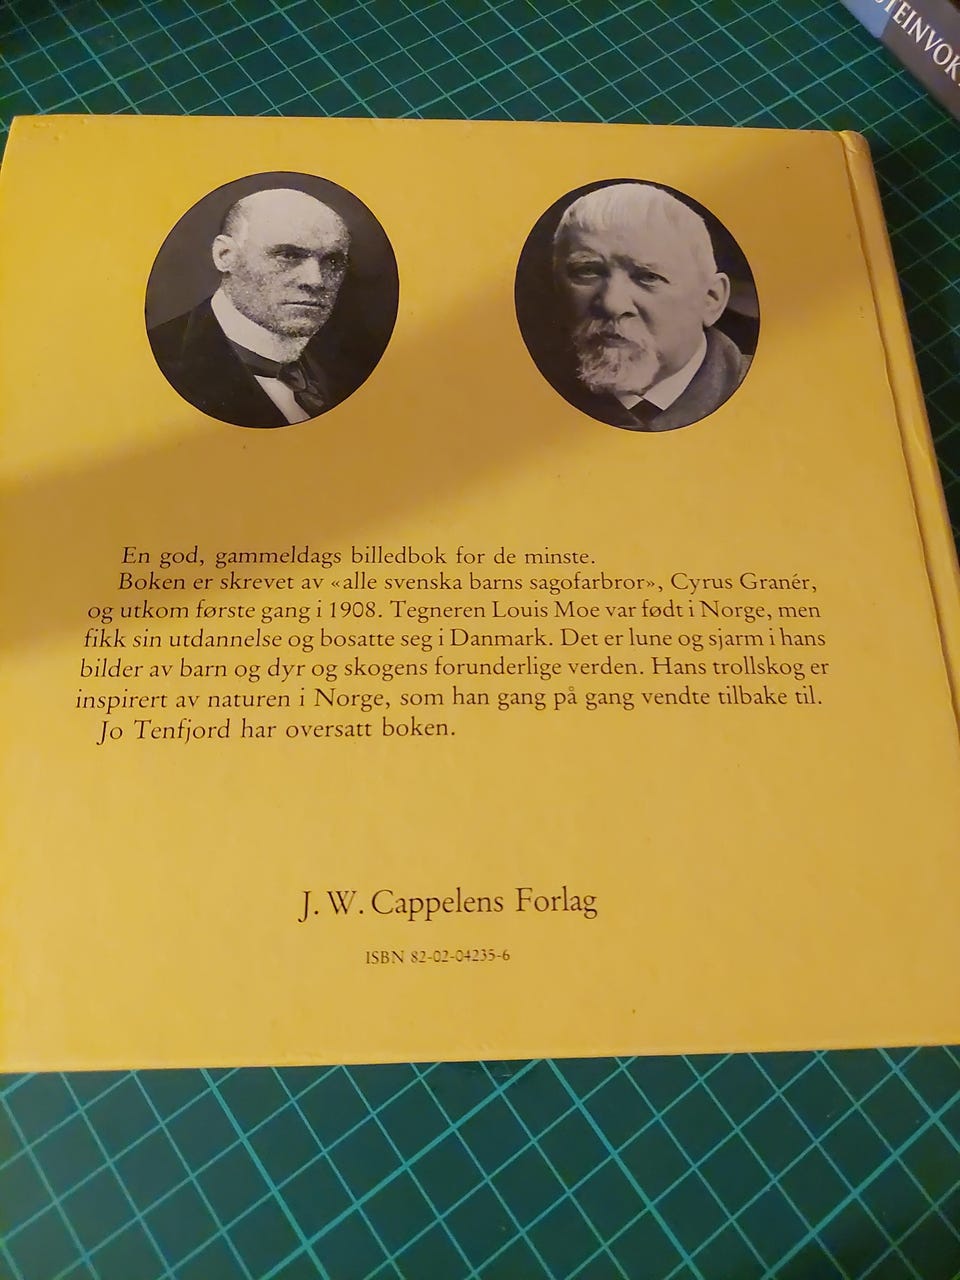 TEINVOK
En god, gammeldags billedbok for de minste.
Boken er skrevet av «alle svenska barns sagofarbror», Cyrus Granér,
og utkom første gang i 1908. Tegneren Louis Moe var født i Norge, men
fikk sin utdannelse og bosatte seg i Danmark. Det er lune og sjarm i hans
bilder av barn og dyr og skogens forunderlige verden. Hans trollskog er
inspirert av naturen i Norge, som han gang på gang vendte tilbake til.
Jo Tenfjord har oversatt boken.
J. W. Cappelens Forlag
ISBN 82-02-04235-6